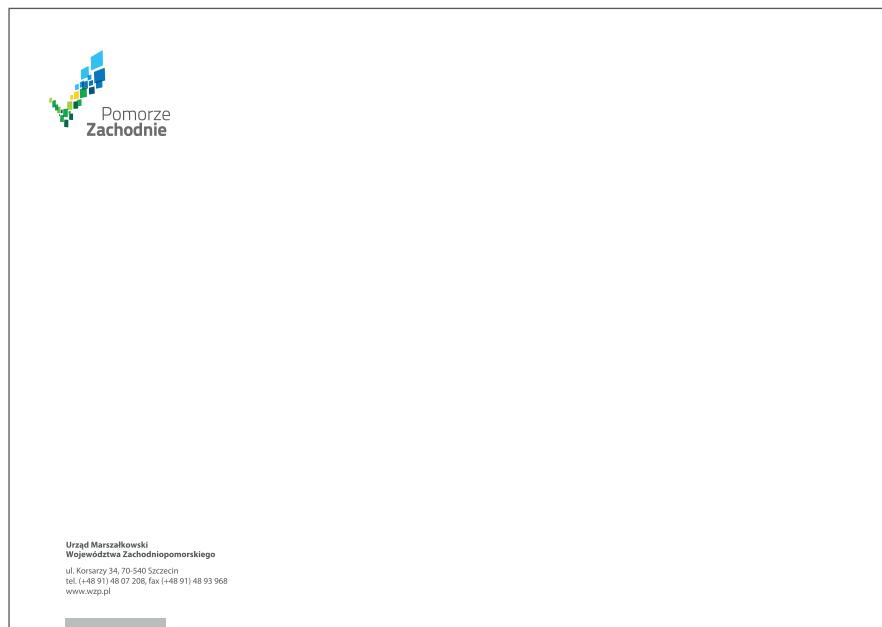 Pomorze
Zachodnie
Urząd Marszałkowski
Województwa Zachodniopomorskiego
ul. Korsarzy 34, 70-540 Szczecin
tel. (+48 91) 48 07 208, fax (+48 91) 48 93 968
www.wzp.pl